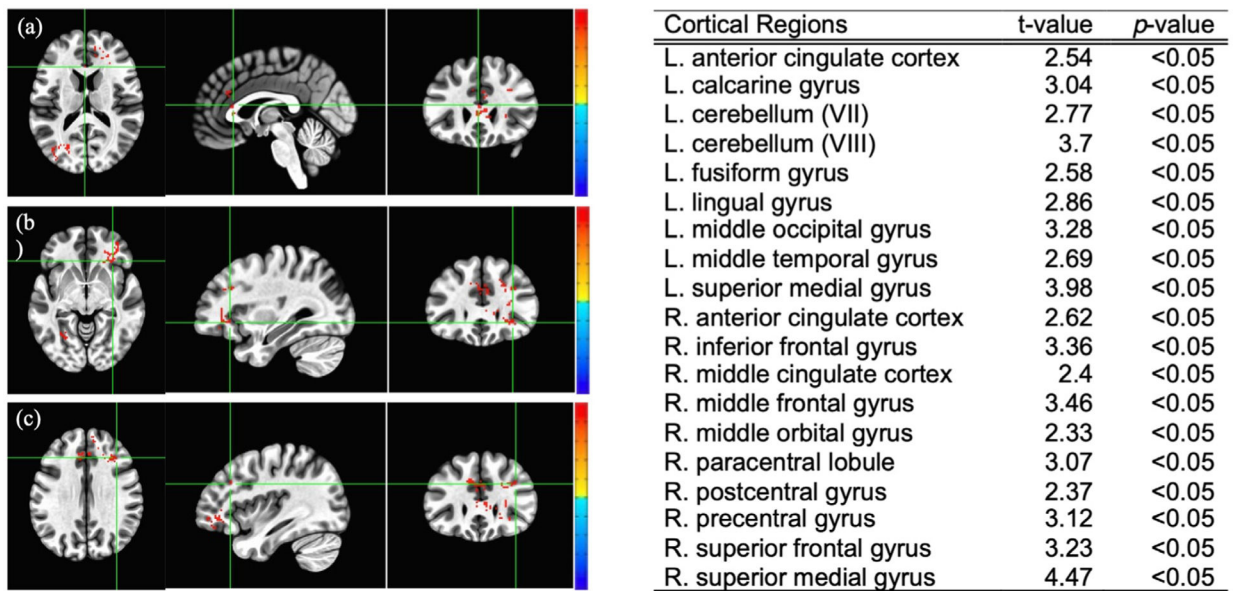 (a)
(b
)
(c)
Cortical Regions t-value p-value
L. anterior cingulate cortex 2.54 <0.05
L. calcarine gyrus 3.04 <0.05
L. cerebellum (VII) 2.77 <0.05
L. cerebellum (VIII) 3.7 <0.05
L. fusiform gyrus 2.58 <0.05
L. lingual gyrus 2.86 <0.05
L. middle occipital gyrus 3.28 <0.05
L. middle temporal gyrus 2.69 <0.05
L. superior medial gyrus 3.98 <0.05
R. anterior cingulate cortex 2.62 <0.05
R. inferior frontal gyrus 3.36 <0.05
R. middle cingulate cortex 2.4 <0.05
R. middle frontal gyrus 3.46 <0.05
R. middle orbital gyrus 2.33 <0.05
R. paracentral lobule 3.07 <0.05
R. postcentral gyrus 2.37 <0.05
R. precentral gyrus 3.12 <0.05
R. superior frontal gyrus 3.23 <0.05
R. superior medial gyrus 4.47 <0.05